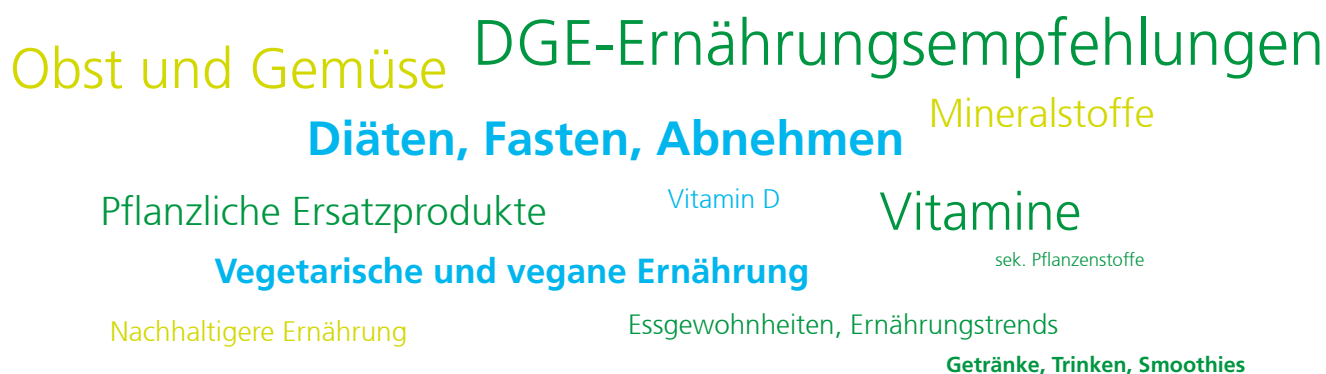 DGE-Ernährungsempfehlungen
Obst und Gemüse
Mineralstoffe
Diäten, Fasten, Abnehmen
Vitamin D
Pflanzliche Ersatzprodukte
Vitamine
sek. Pflanzenstoffe
Vegetarische und vegane Ernährung
Nachhaltigere Ernährung
Essgewohnheiten, Ernährungstrends
Getränke, Trinken, Smoothies